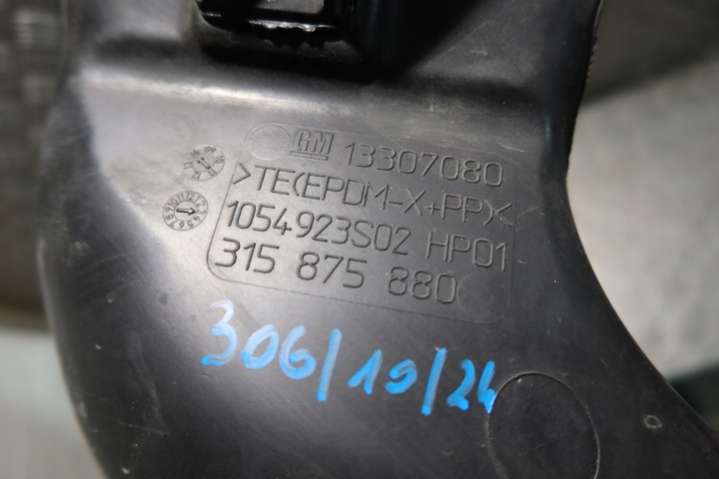 GM 13307080
>TE(EPDM-X+PP)<
1054923S02 HP01
315 875 880
306/10/24